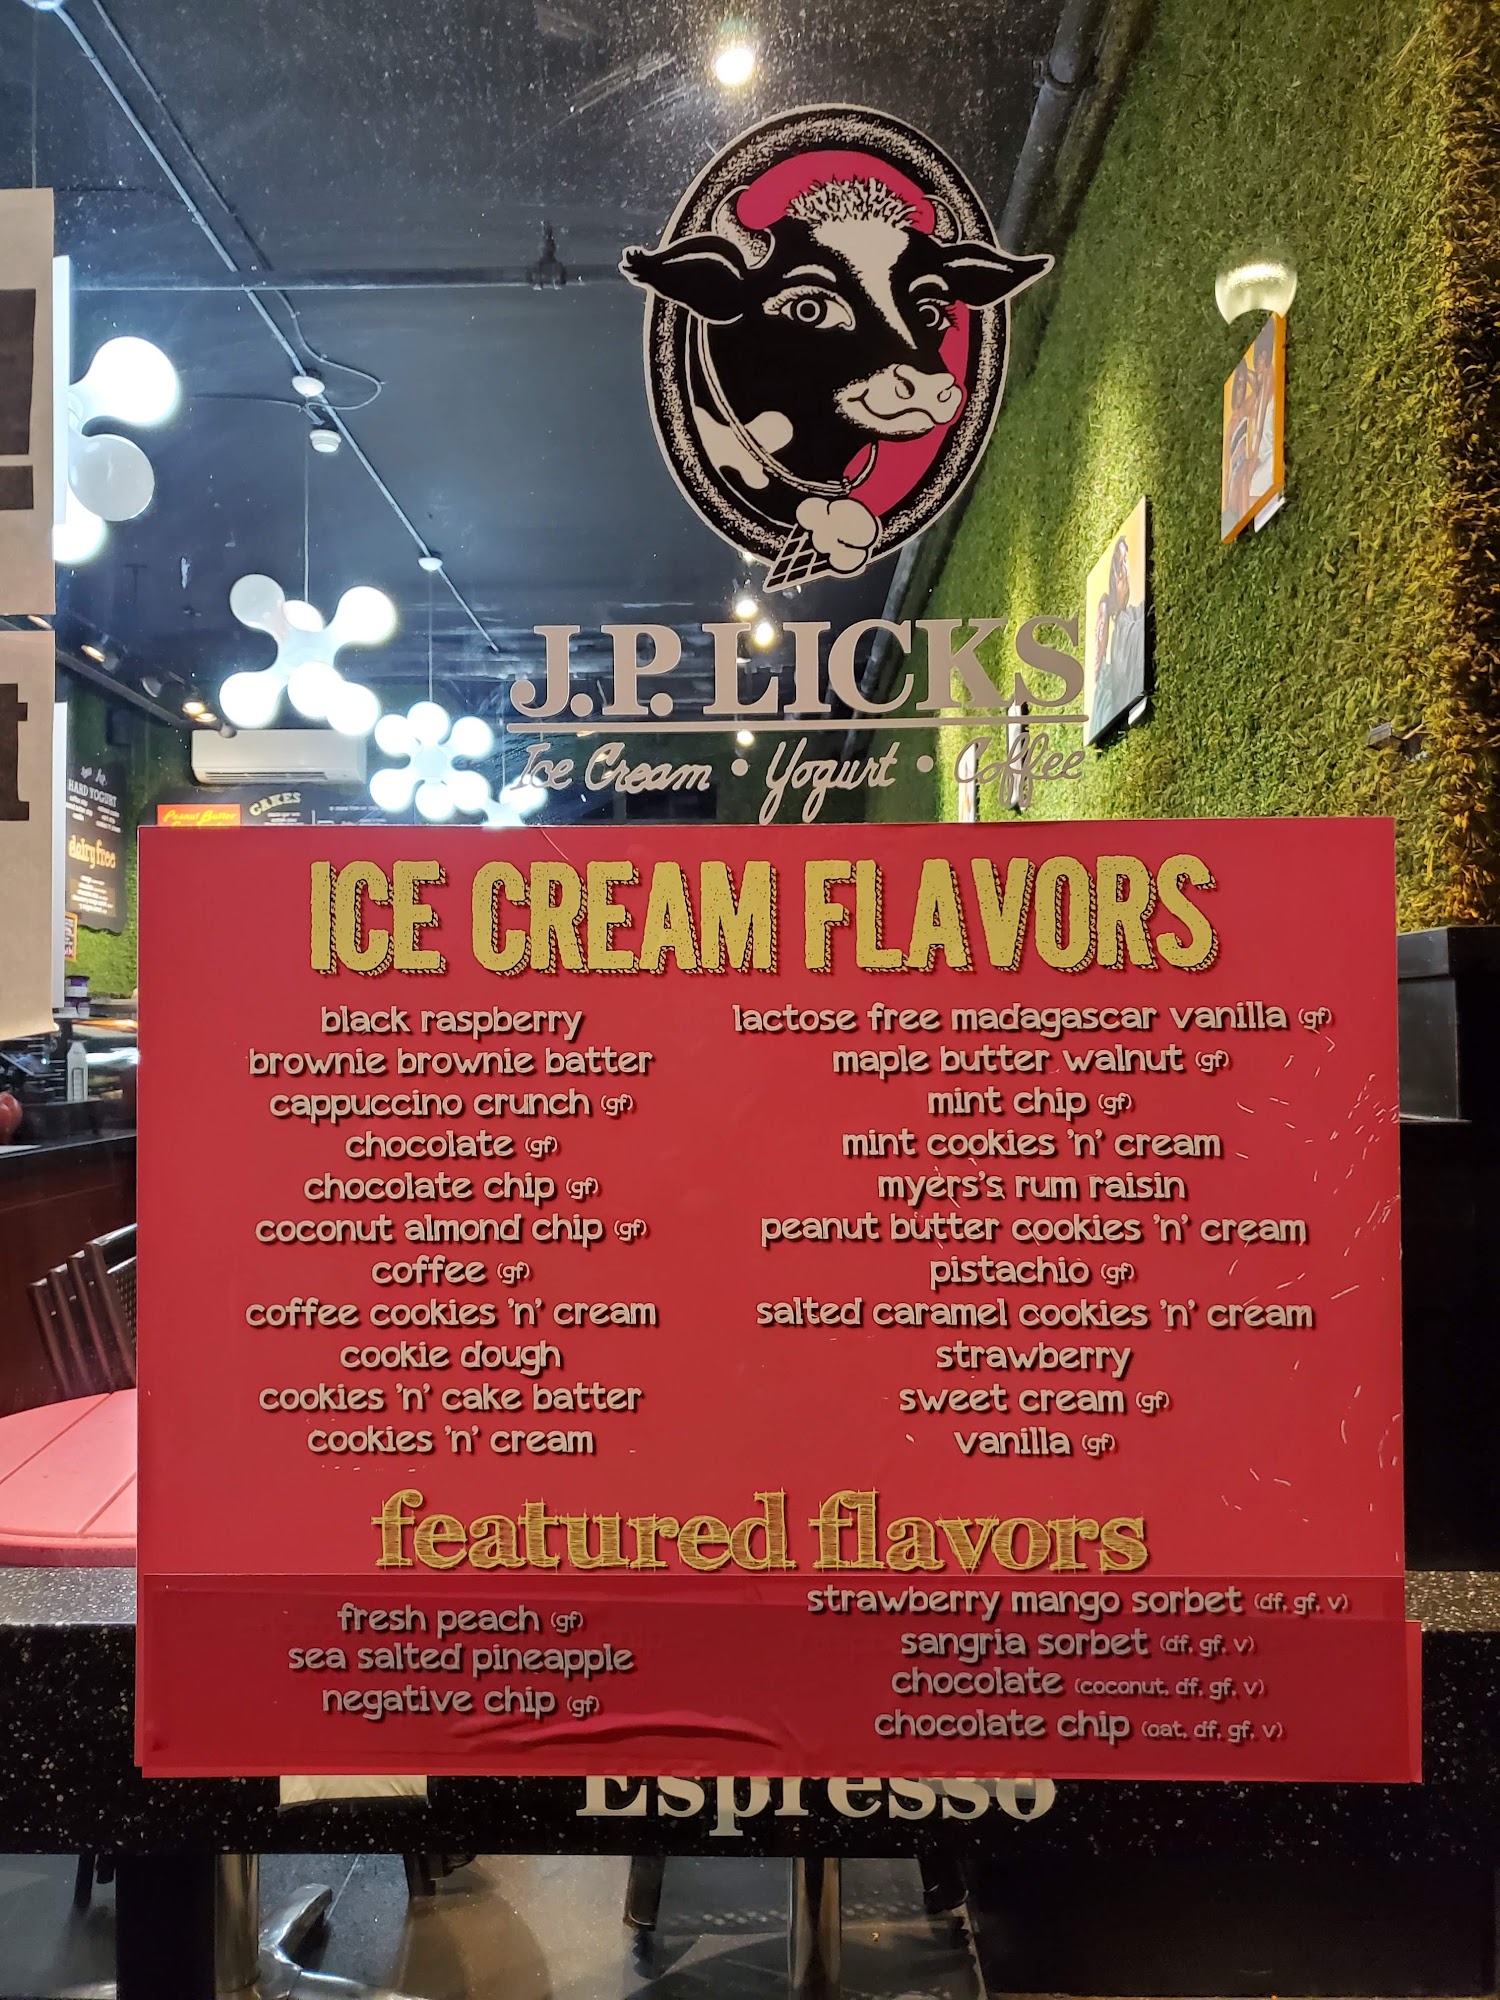 J.P. LICKS
Ice Cream • Yogurt • Coffee
HARD YOGURT
dairy free
Peanut Butter
CAKES
ICE CREAM FLAVORS
black raspberry
brownie brownie batter
cappuccino crunch (gf)
chocolate (gf)
chocolate chip (gf)
coconut almond chip (gf)
coffee (gf)
coffee cookies 'n' cream
cookie dough
cookies 'n' cake batter
cookies 'n' cream
lactose free madagascar vanilla (gf)
maple butter walnut (gf)
mint chip (gf)
mint cookies 'n' cream
myers's rum raisin
peanut butter cookies 'n' cream
pistachio (gf)
salted caramel cookies 'n' cream
strawberry
sweet cream (gf)
vanilla (gf)
featured flavors
fresh peach (gf)
sea salted pineapple
negative chip (gf)
strawberry mango sorbet (df, gf, v)
sangria sorbet (df, gf, v)
chocolate (coconut, df, gf, v)
chocolate chip (oat, df, gf, v)
Espresso